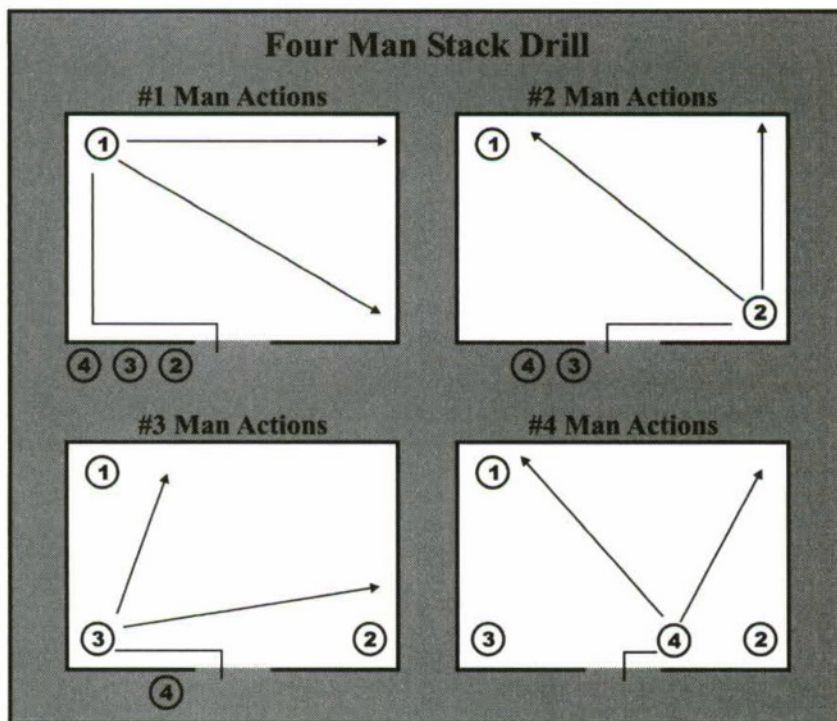 Four Man Stack Drill
#1 Man Actions
1
4 3 2
#2 Man Actions
1
2
4 3
#3 Man Actions
1
3
2
4
#4 Man Actions
1
3
4
2